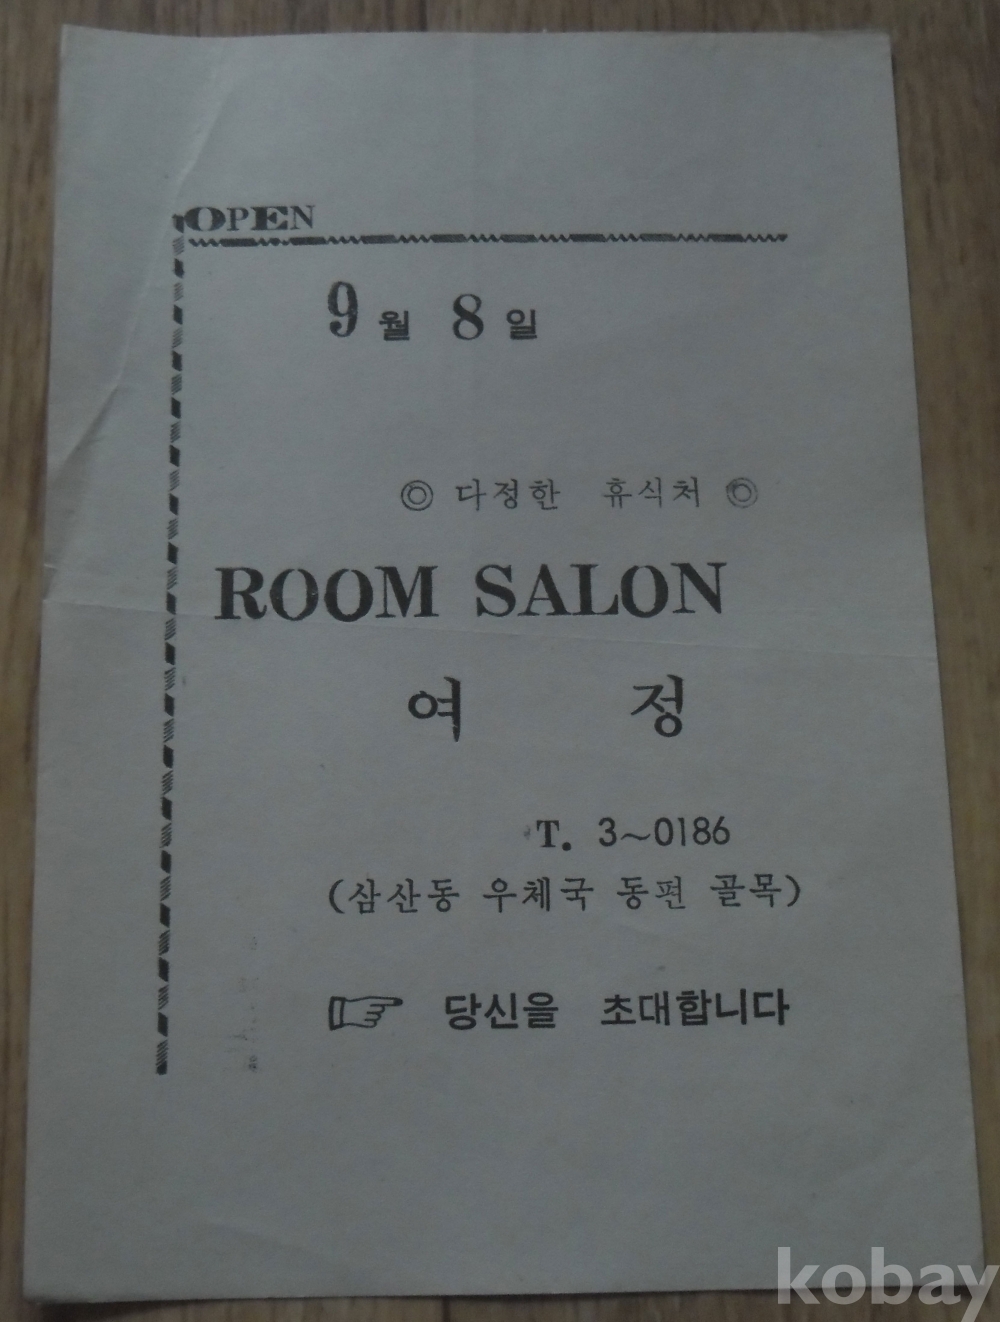 OPEN
9월 8일
◎ 다정한 휴식처 ◎
ROOM SALON
여 정
T. 3~0186
(삼산동 우체국 동편 골목)
☞ 당신을 초대합니다
kobay